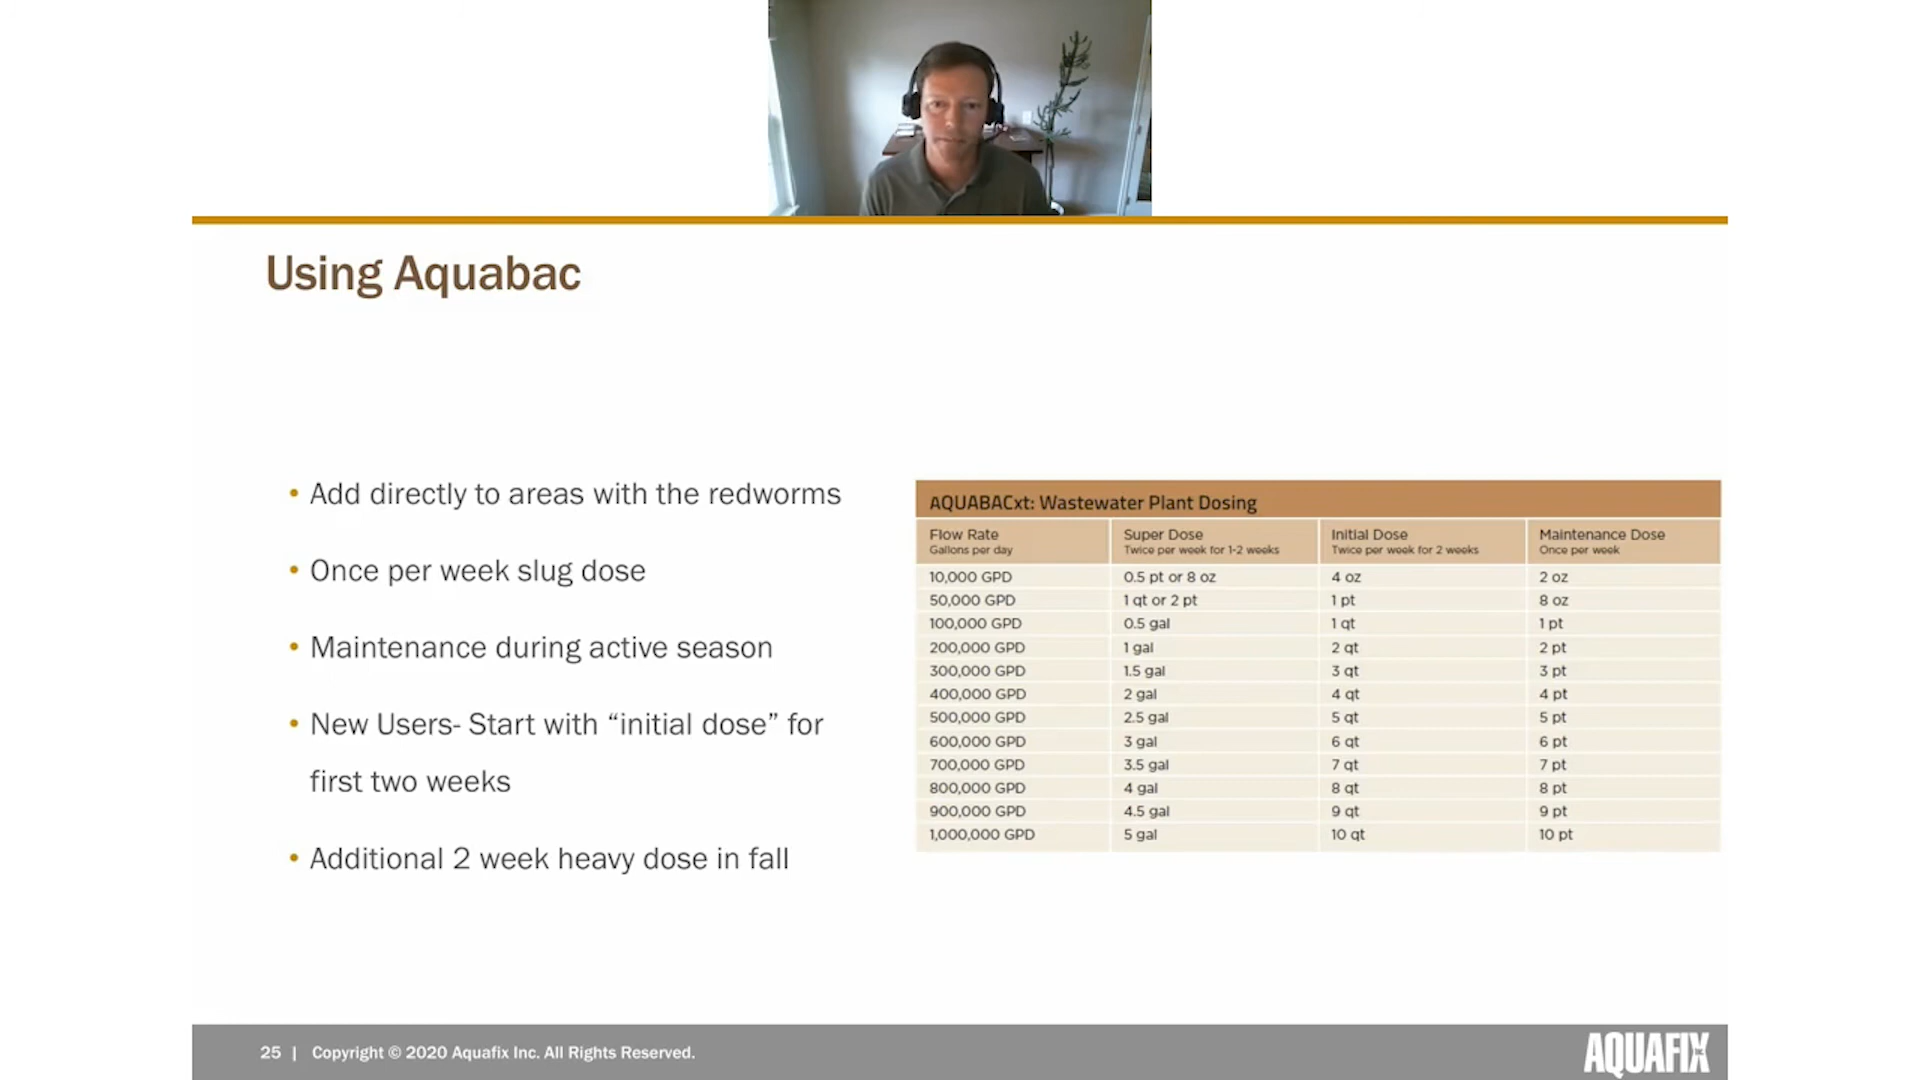 Using Aquabac
• Add directly to areas with the redworms
• Once per week slug dose
• Maintenance during active season
• New Users- Start with “initial dose” for
first two weeks
• Additional 2 week heavy dose in fall
AQUABACxt: Wastewater Plant Dosing
Flow Rate Super Dose Initial Dose Maintenance Dose
Gallons per day Twice per week for 1-2 weeks Twice per week for 2 weeks Once per week
10,000 GPD 0.5 pt or 8 oz 4 oz 2 oz
50,000 GPD 1 qt or 2 pt 1 pt 8 oz
100,000 GPD 0.5 gal 1 qt 1 pt
200,000 GPD 1 gal 2 qt 2 pt
300,000 GPD 1.5 gal 3 qt 3 pt
400,000 GPD 2 gal 4 qt 4 pt
500,000 GPD 2.5 gal 5 qt 5 pt
600,000 GPD 3 gal 6 qt 6 pt
700,000 GPD 3.5 gal 7 qt 7 pt
800,000 GPD 4 gal 8 qt 8 pt
900,000 GPD 4.5 gal 9 qt 9 pt
1,000,000 GPD 5 gal 10 qt 10 pt
25 | Copyright © 2020 Aquafix Inc. All Rights Reserved.
AQUAFIX INC